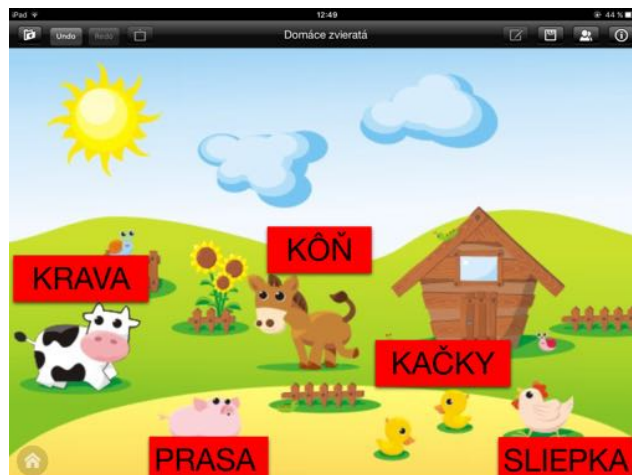 iPad 12:49 44 %
Undo Redo Domáce zvieratá
KÔŇ
KRAVA
KAČKY
PRASA
SLIEPKA